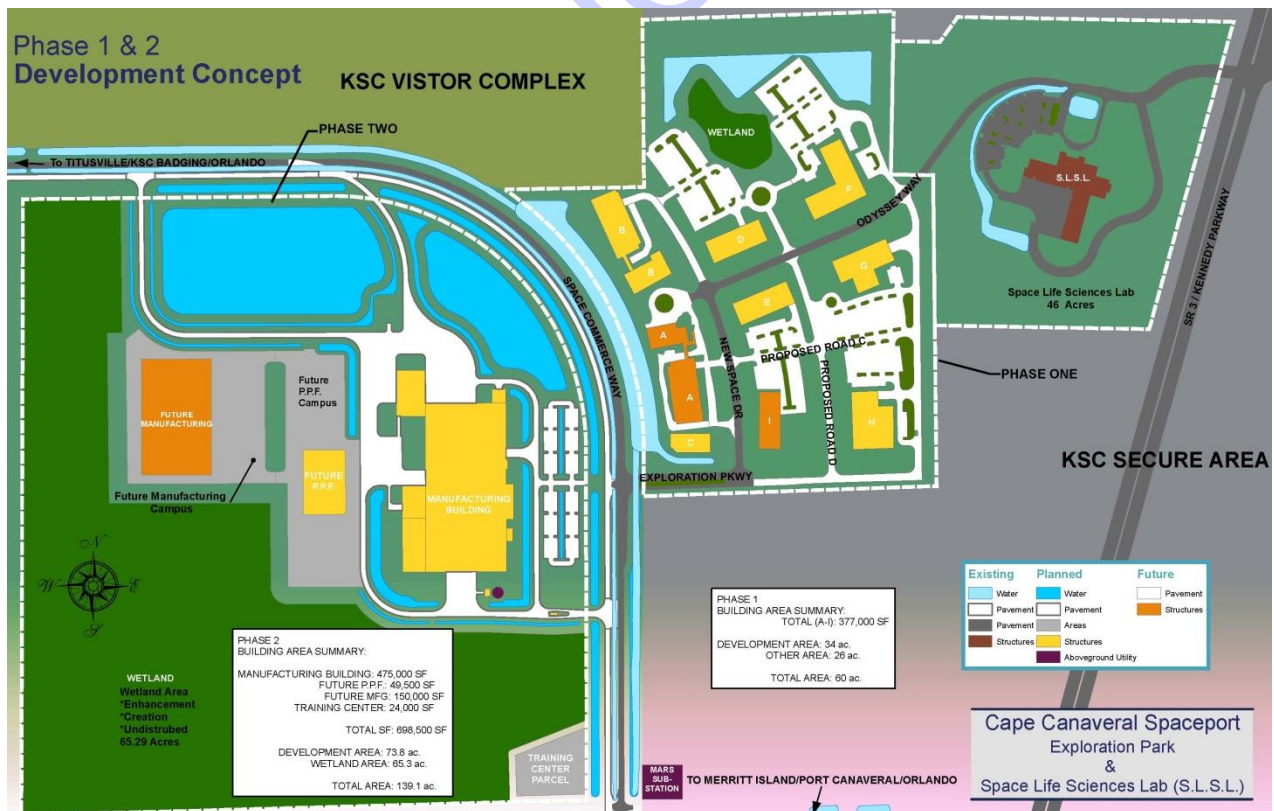 Phase 1 & 2
Development Concept
KSC VISTOR COMPLEX
PHASE TWO
To TITUSVILLE/KSC BADGING/ORLANDO
WETLAND
F
B
D
B
ODYSSEY WAY
G
E
A
A
I
C
H
S.L.S.L.
Space Life Sciences Lab
46 Acres
SR 3 / KENNEDY PARKWAY
SPACE COMMERCE WAY
NEW SPACE DR
PROPOSED ROAD C
PROPOSED ROAD D
PHASE ONE
EXPLORATION PKWY
KSC SECURE AREA
FUTURE
MANUFACTURING
Future
P.P.F.
Campus
FUTURE
P.P.F.
Future Manufacturing
Campus
MANUFACTURING
BUILDING
N
W
E
S
WETLAND
Wetland Area
*Enhancement
*Creation
*Undistrubed
65.29 Acres
PHASE 2
BUILDING AREA SUMMARY:
MANUFACTURING BUILDING: 475,000 SF
FUTURE P.P.F.: 49,500 SF
FUTURE MFG: 150,000 SF
TRAINING CENTER: 24,000 SF
TOTAL SF: 698,500 SF
DEVELOPMENT AREA: 73.8 ac.
WETLAND AREA: 65.3 ac.
TOTAL AREA: 139.1 ac.
TRAINING
CENTER
PARCEL
PHASE 1
BUILDING AREA SUMMARY:
TOTAL (A-I): 377,000 SF
DEVELOPMENT AREA: 34 ac.
OTHER AREA: 26 ac.
TOTAL AREA: 60 ac.
MARS
SUB-
STATION
TO MERRITT ISLAND/PORT CANAVERAL/ORLANDO
Existing Planned Future
Water Water Pavement
Pavement Pavement Structures
Pavement Areas
Structures Structures
Aboveground Utility
Cape Canaveral Spaceport
Exploration Park
&
Space Life Sciences Lab (S.L.S.L.)